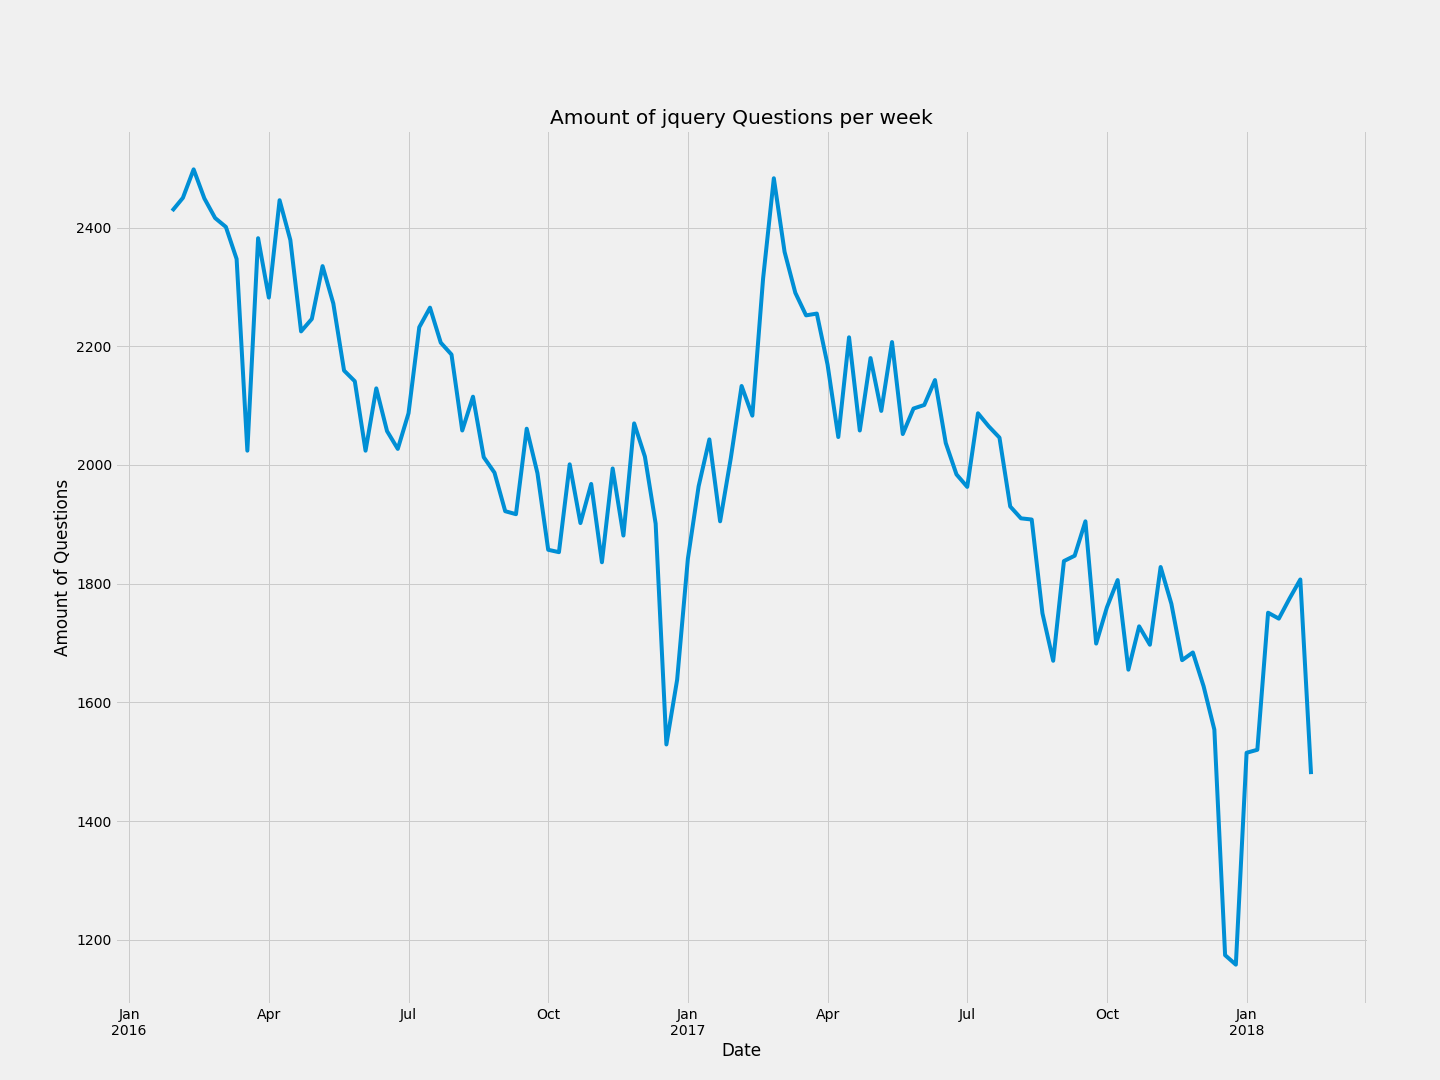 Amount of jquery Questions per week
Amount of Questions
2400
2200
2000
1800
1600
1400
1200
Jan Apr Jul Oct Jan Apr Jul Oct Jan
2016 2017 2018
Date